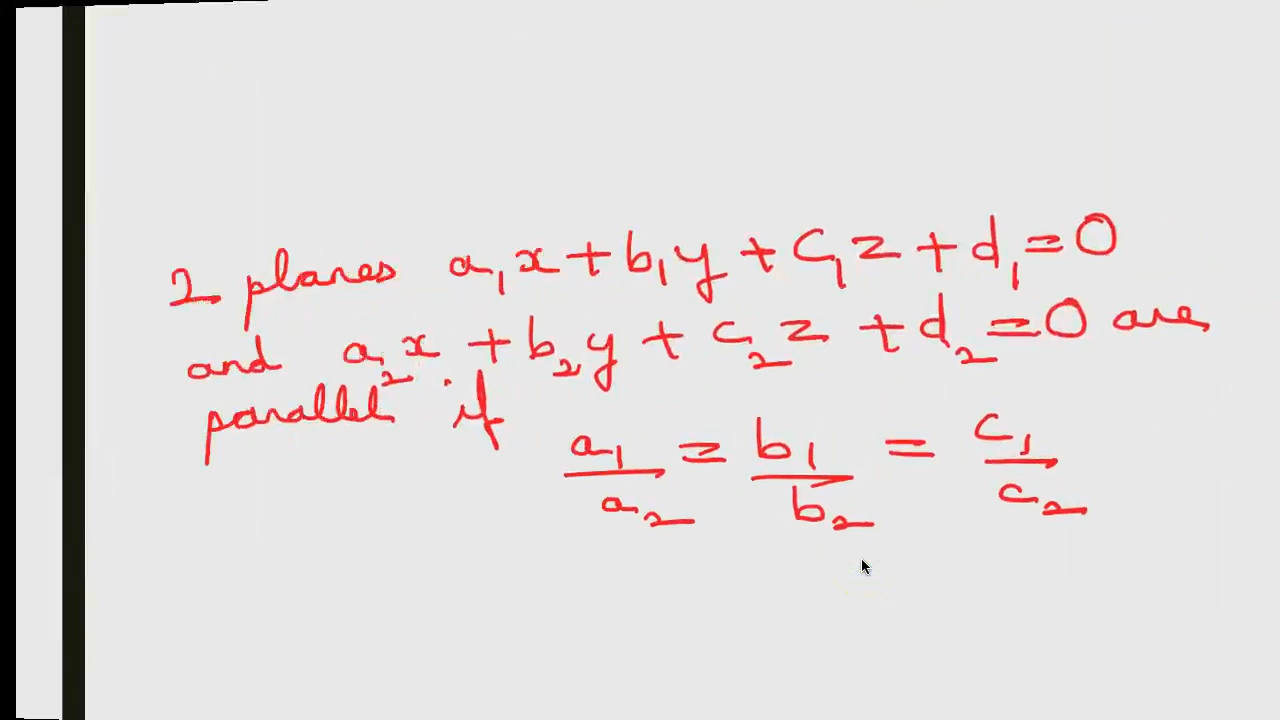 2 planes a₁x + b₁y + c₁z + d₁ = 0
and a₂x + b₂y + c₂z + d₂ = 0 are
parallel if
a₁/a₂ = b₁/b₂ = c₁/c₂